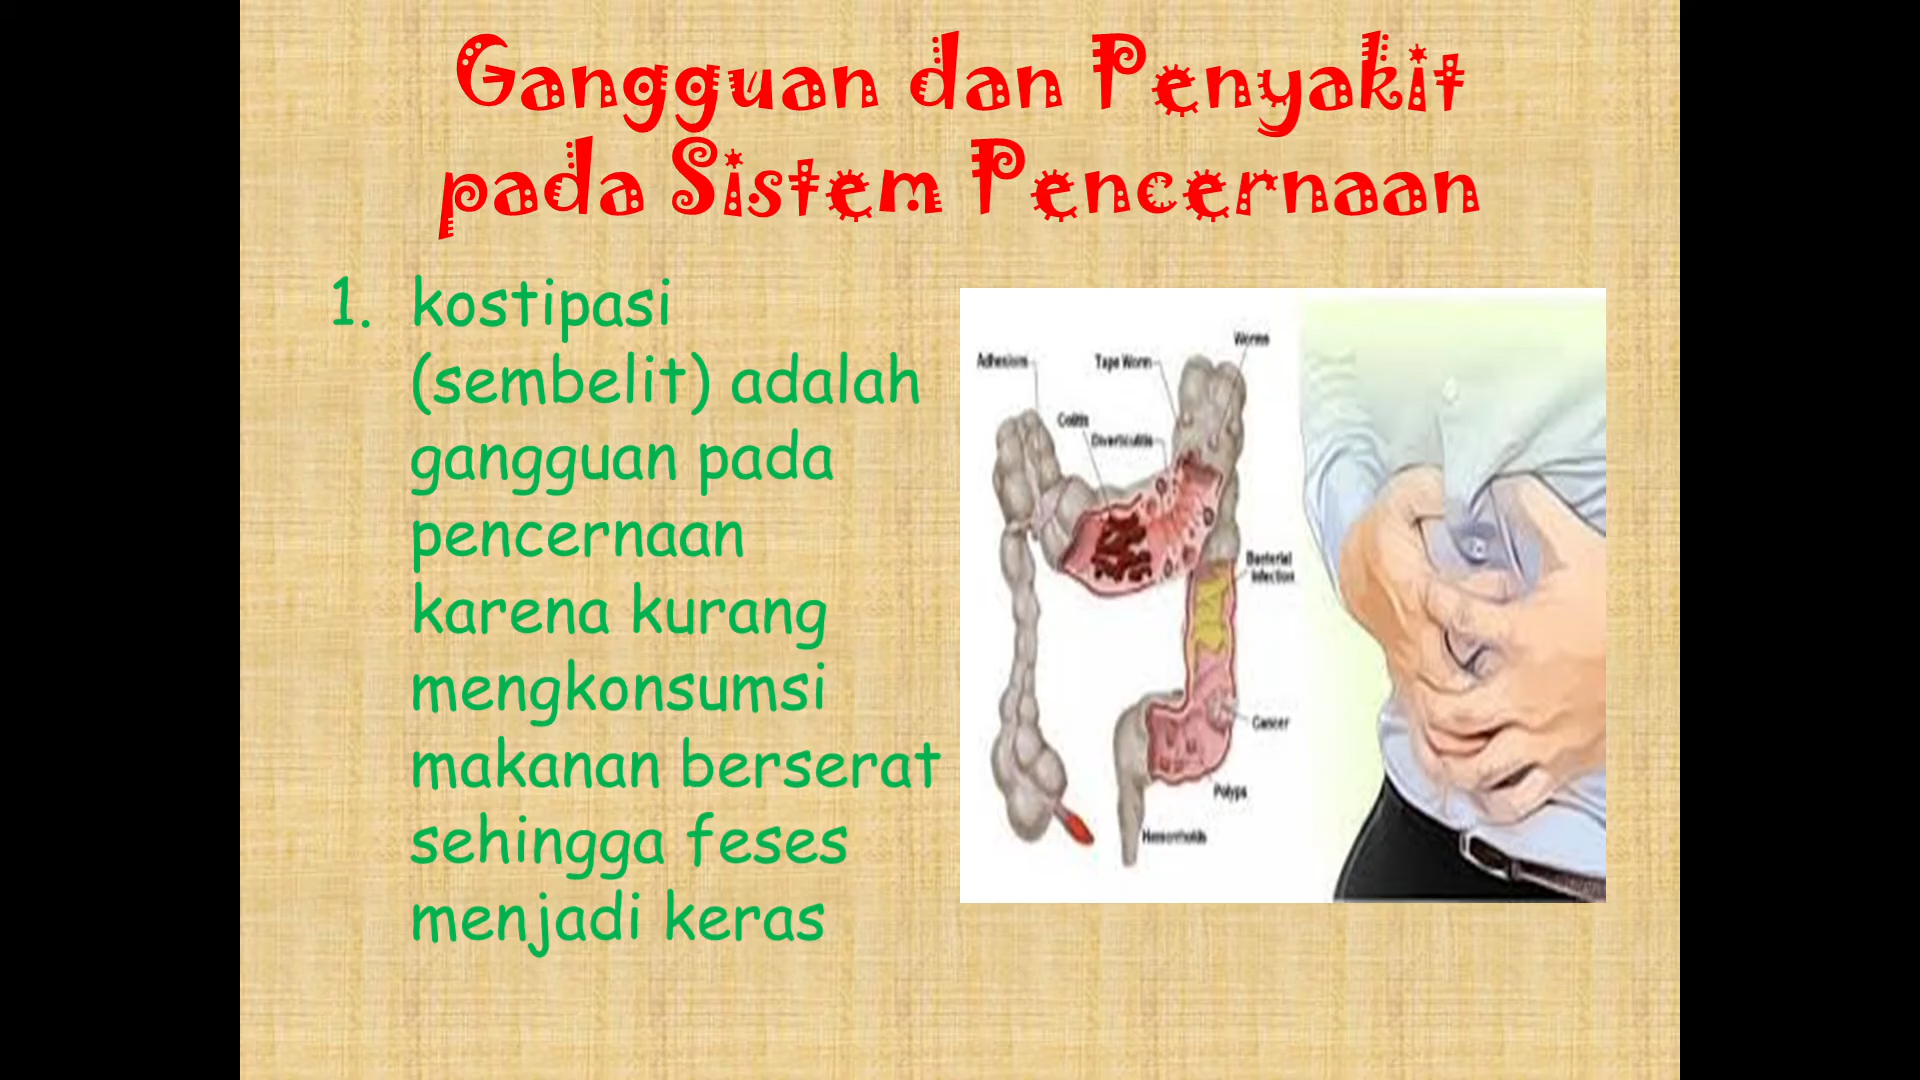 Gangguan dan Penyakit
pada Sistem Pencernaan
1. kostipasi
(sembelit) adalah
gangguan pada
pencernaan
karena kurang
mengkonsumsi
makanan berserat
sehingga feses
menjadi keras
Worms
Adhesions
Tape Worm
Colitis
Diverticulitis
Bacterial
Infection
Cancer
Polyps
Hemorrhoids